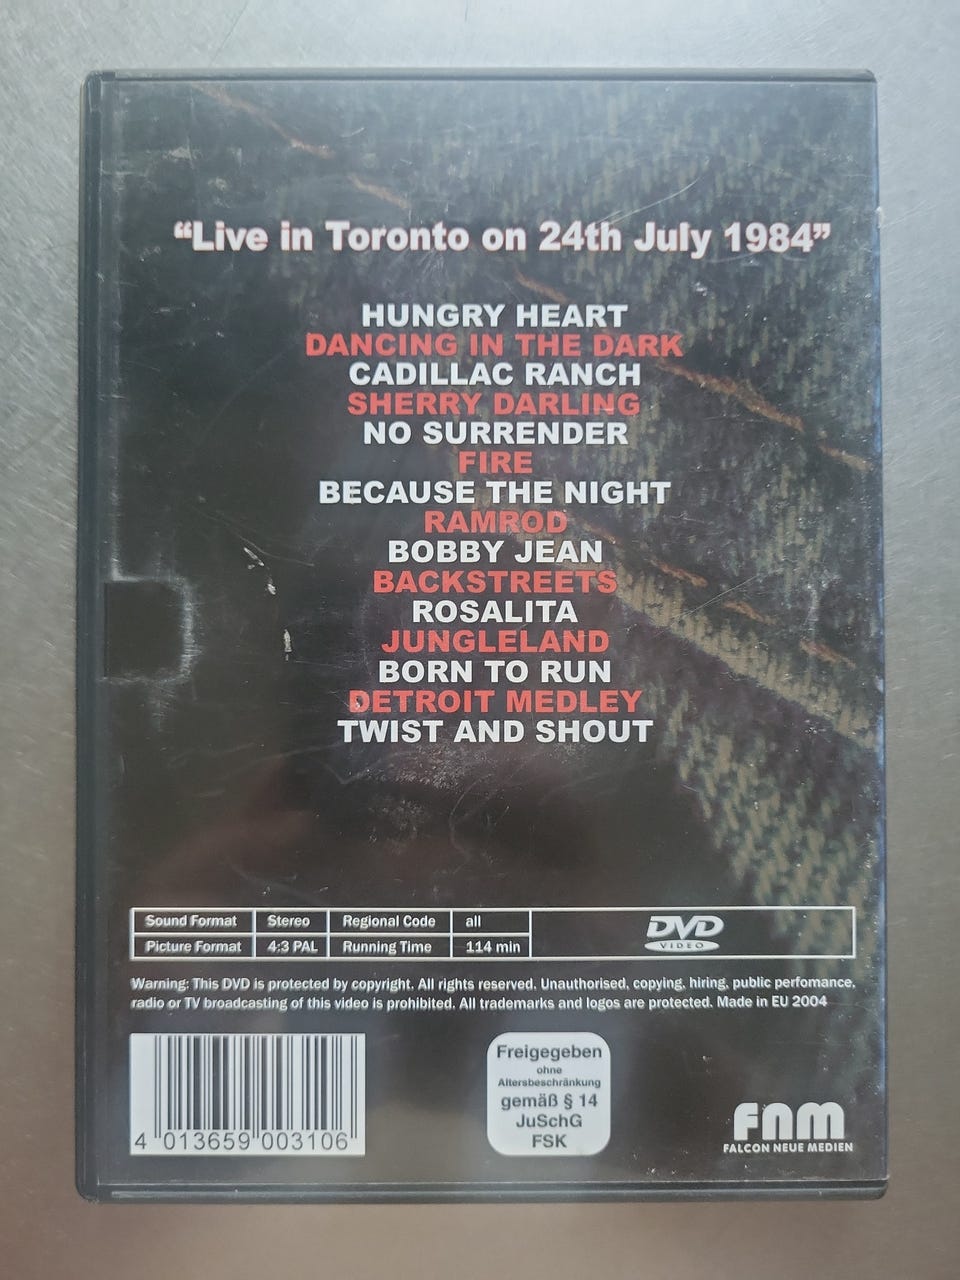 “Live in Toronto on 24th July 1984”
HUNGRY HEART
DANCING IN THE DARK
CADILLAC RANCH
SHERRY DARLING
NO SURRENDER
FIRE
BECAUSE THE NIGHT
RAMROD
BOBBY JEAN
BACKSTREETS
ROSALITA
JUNGLELAND
BORN TO RUN
DETROIT MEDLEY
TWIST AND SHOUT
Sound Format Stereo Regional Code all
Picture Format 4:3 PAL Running Time 114 min
DVD
VIDEO
Warning: This DVD is protected by copyright. All rights reserved. Unauthorised, copying, hiring, public perfomance,
radio or TV broadcasting of this video is prohibited. All trademarks and logos are protected. Made in EU 2004
4 013659 003106
Freigegeben
ohne
Altersbeschränkung
gemäß § 14
JuSchG
FSK
fnm
FALCON NEUE MEDIEN